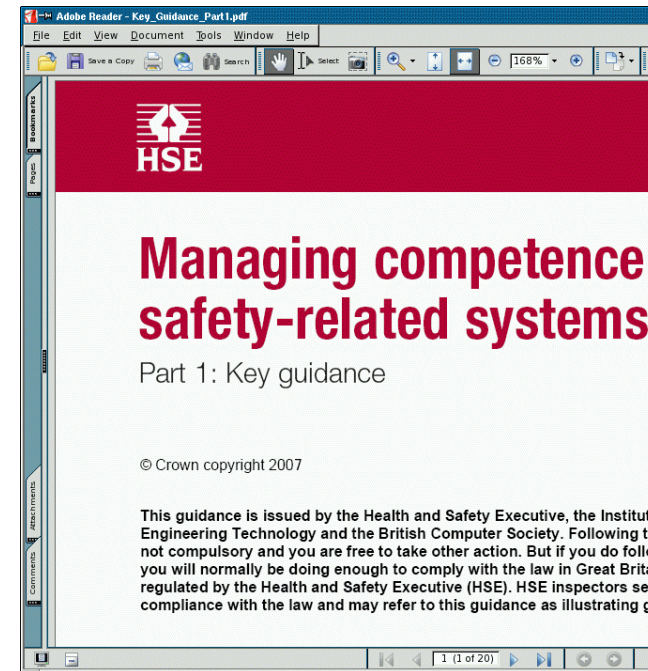 Adobe Reader - Key_Guidance_Part1.pdf
File Edit View Document Tools Window Help
Save a Copy Search Select 168%
Bookmarks
Pages
HSE
Managing competence
safety-related systems
Part 1: Key guidance
© Crown copyright 2007
Attachments
Comments
This guidance is issued by the Health and Safety Executive, the Institut
Engineering Technology and the British Computer Society. Following t
not compulsory and you are free to take other action. But if you do foll
you will normally be doing enough to comply with the law in Great Brit
regulated by the Health and Safety Executive (HSE). HSE inspectors se
compliance with the law and may refer to this guidance as illustrating g
1 (1 of 20)